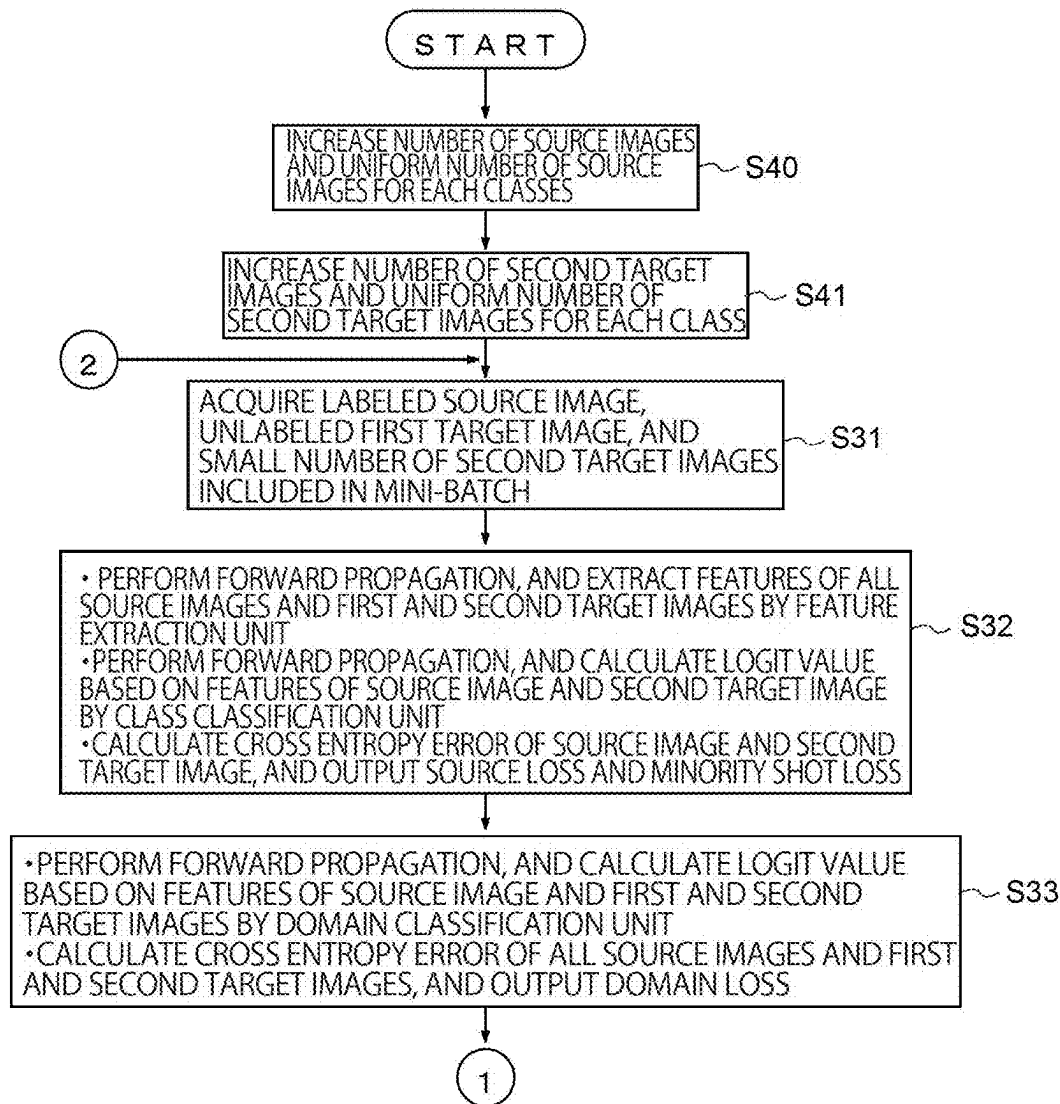 START
INCREASE NUMBER OF SOURCE IMAGES
AND UNIFORM NUMBER OF SOURCE
IMAGES FOR EACH CLASSES
S40
INCREASE NUMBER OF SECOND TARGET
IMAGES AND UNIFORM NUMBER OF
SECOND TARGET IMAGES FOR EACH CLASS
S41
2
ACQUIRE LABELED SOURCE IMAGE,
UNLABELED FIRST TARGET IMAGE, AND
SMALL NUMBER OF SECOND TARGET IMAGES
INCLUDED IN MINI-BATCH
S31
• PERFORM FORWARD PROPAGATION, AND EXTRACT FEATURES OF ALL
SOURCE IMAGES AND FIRST AND SECOND TARGET IMAGES BY FEATURE
EXTRACTION UNIT
•PERFORM FORWARD PROPAGATION, AND CALCULATE LOGIT VALUE
BASED ON FEATURES OF SOURCE IMAGE AND SECOND TARGET IMAGE
BY CLASS CLASSIFICATION UNIT
•CALCULATE CROSS ENTROPY ERROR OF SOURCE IMAGE AND SECOND
TARGET IMAGE, AND OUTPUT SOURCE LOSS AND MINORITY SHOT LOSS
S32
•PERFORM FORWARD PROPAGATION, AND CALCULATE LOGIT VALUE
BASED ON FEATURES OF SOURCE IMAGE AND FIRST AND SECOND
TARGET IMAGES BY DOMAIN CLASSIFICATION UNIT
•CALCULATE CROSS ENTROPY ERROR OF ALL SOURCE IMAGES AND FIRST
AND SECOND TARGET IMAGES, AND OUTPUT DOMAIN LOSS
S33
1